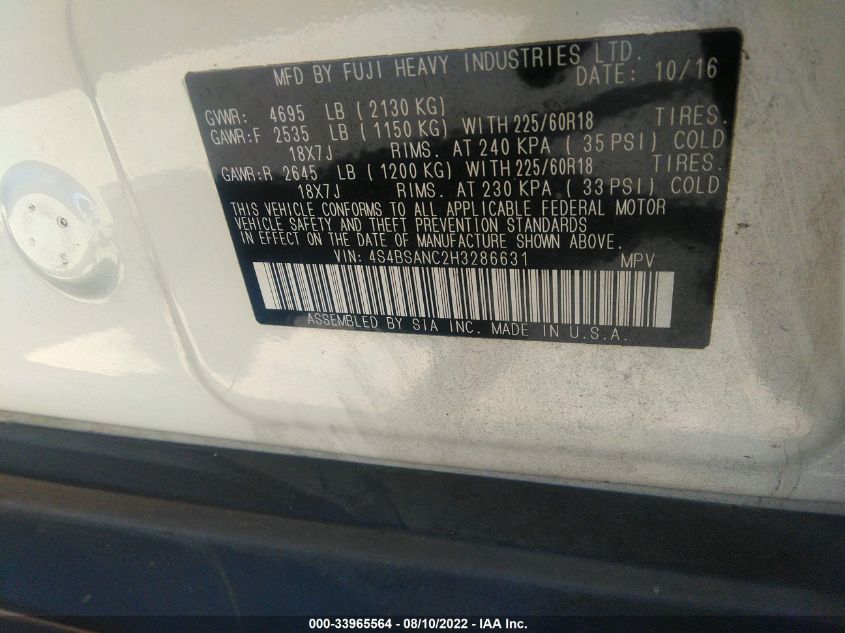 MFD BY FUJI HEAVY INDUSTRIES LTD.
DATE: 10/16
GVWR: 4695 LB (2130 KG)
GAWR:F 2535 LB (1150 KG) WITH 225/60R18 TIRES.
18X7J RIMS. AT 240 KPA (35 PSI) COLD
GAWR:R 2645 LB (1200 KG) WITH 225/60R18 TIRES.
18X7J RIMS. AT 230 KPA (33 PSI) COLD
THIS VEHICLE CONFORMS TO ALL APPLICABLE FEDERAL MOTOR
VEHICLE SAFETY AND THEFT PREVENTION STANDARDS
IN EFFECT ON THE DATE OF MANUFACTURE SHOWN ABOVE.
VIN: 4S4BSANC2H3286631 MPV
ASSEMBLED BY SIA INC. MADE IN U.S.A.
000-33965564 - 08/10/2022 - IAA Inc.